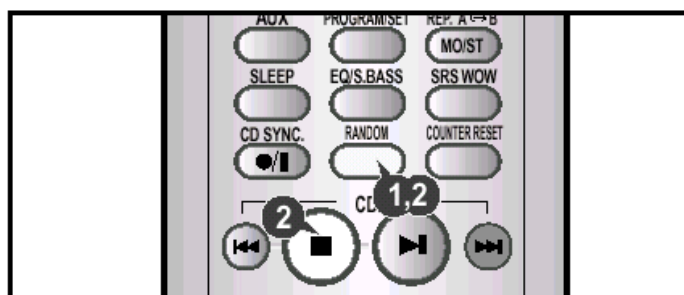 AUX PROGRAM/SET REP. A↔B
MO/ST
SLEEP EQ/S.BASS SRS WOW
CD SYNC. RANDOM COUNTER RESET
●/❚
1,2
2 CD